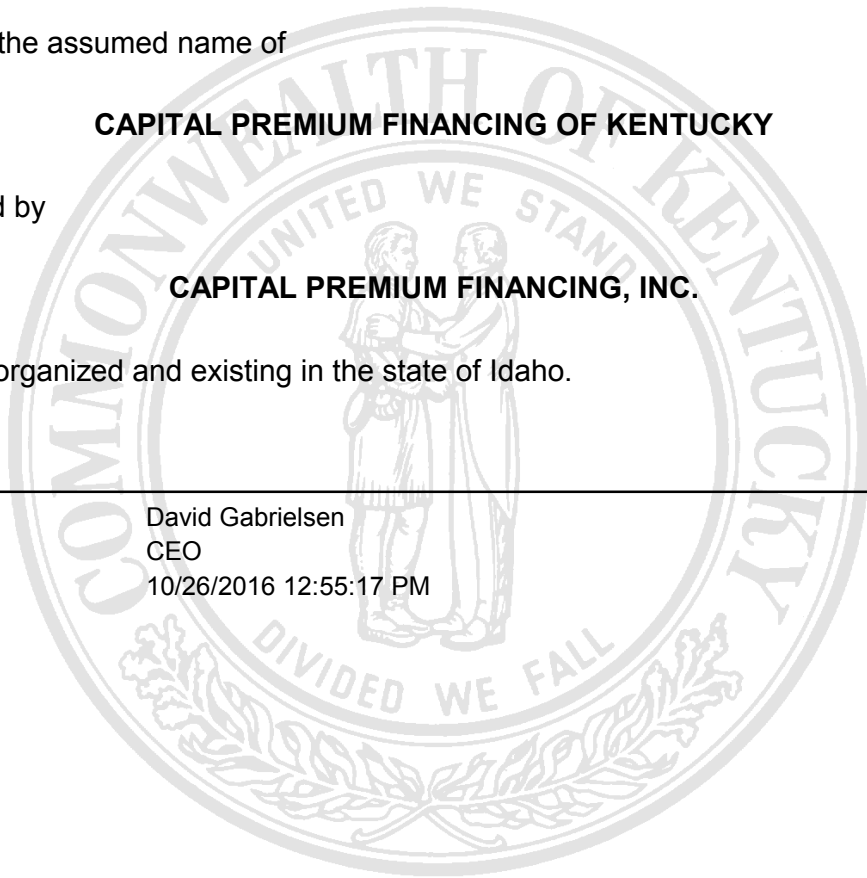 the assumed name of
CAPITAL PREMIUM FINANCING OF KENTUCKY
by
CAPITAL PREMIUM FINANCING, INC.
organized and existing in the state of Idaho.
David Gabrielsen
CEO
10/26/2016 12:55:17 PM
COMMONWEALTH OF KENTUCKY
UNITED WE STAND
DIVIDED WE FALL